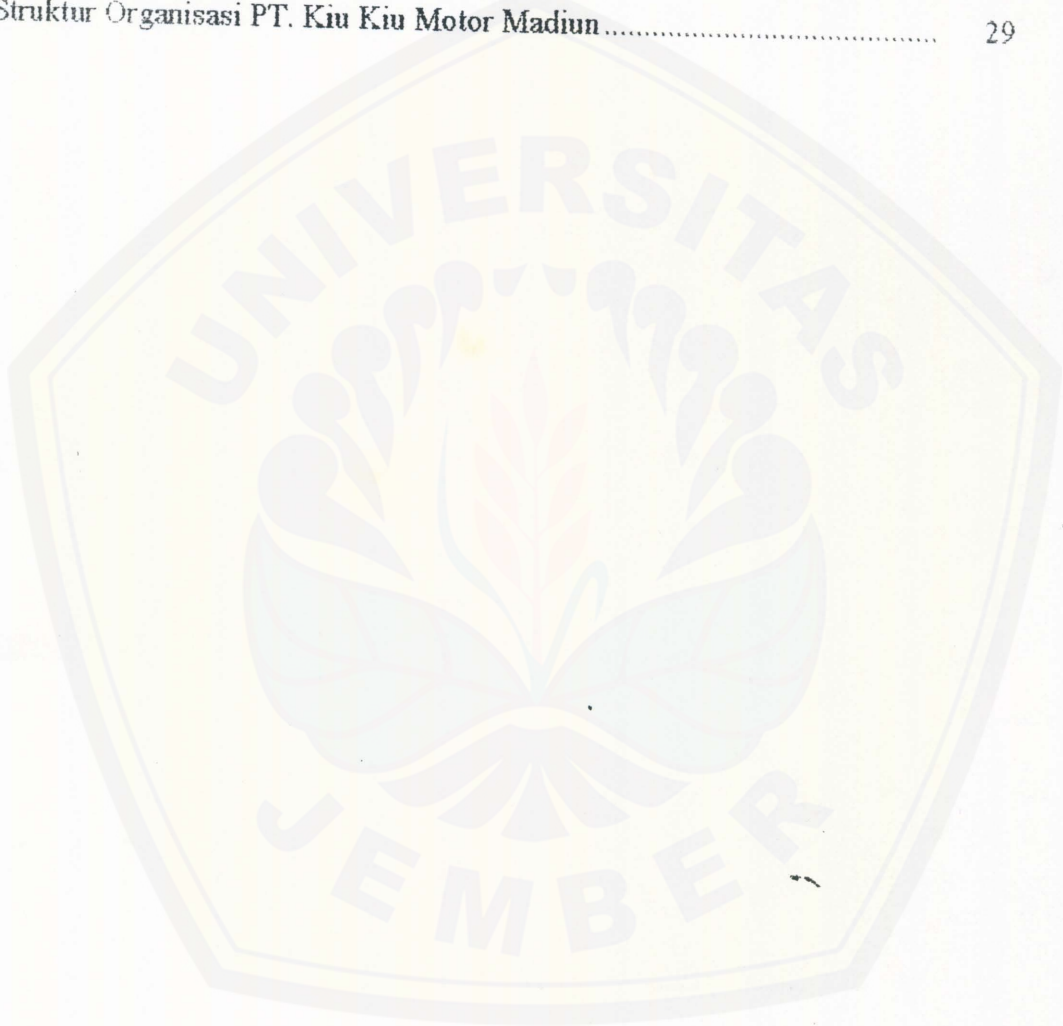 Struktur Organisasi PT. Kiu Kiu Motor Madiun ........................................ 29
UNIVERSITAS
JEMBER